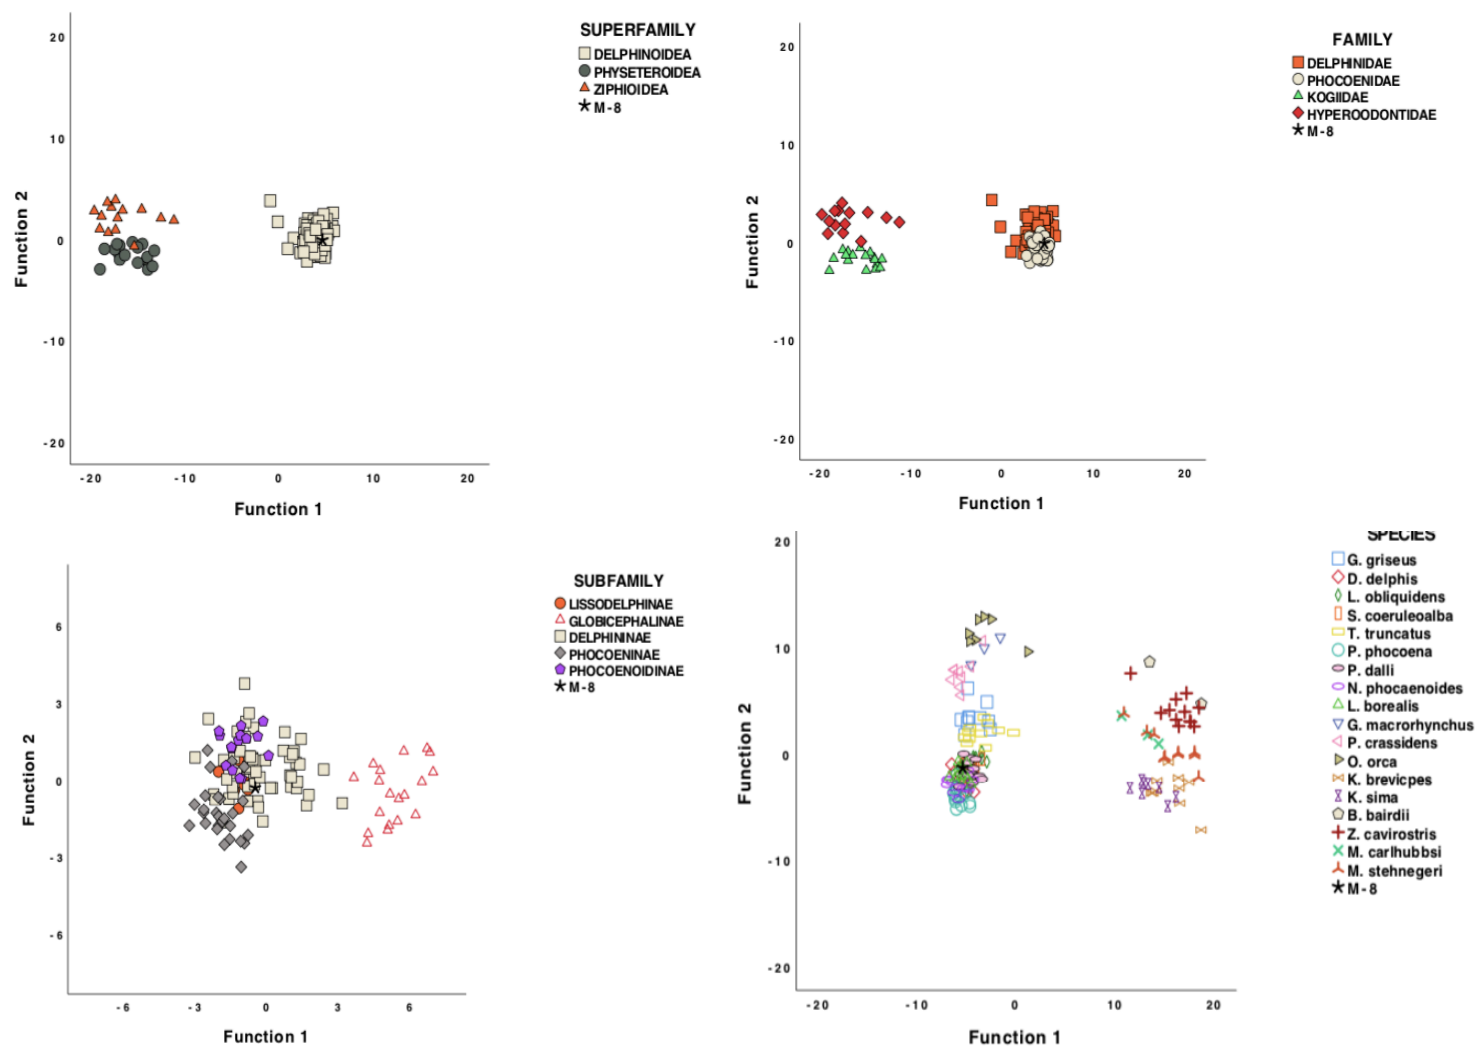 SUPERFAMILY
DELPHINOIDEA
PHYSETEROIDEA
ZIPHIOIDEA
M-8
20
10
0
-10
-20
Function 2
-20 -10 0 10 20
Function 1
FAMILY
DELPHINIDAE
PHOCOENIDAE
KOGIIDAE
HYPEROODONTIDAE
M-8
20
10
0
-10
-20
Function 2
-20 -10 0 10 20
Function 1
SUBFAMILY
LISSODELPHINAE
GLOBICEPHALINAE
DELPHININAE
PHOCOENINAE
PHOCOENOIDINAE
M-8
6
3
0
-3
-6
Function 2
-6 -3 0 3 6
Function 1
SPECIES
G. griseus
D. delphis
L. obliquidens
S. coeruleoalba
T. truncatus
P. phocoena
P. dalli
N. phocaenoides
L. borealis
G. macrorhynchus
P. crassidens
O. orca
K. brevicpes
K. sima
B. bairdii
Z. cavirostris
M. carlhubbsi
M. stehnegeri
M-8
20
10
0
-10
-20
Function 2
-20 -10 0 10 20
Function 1